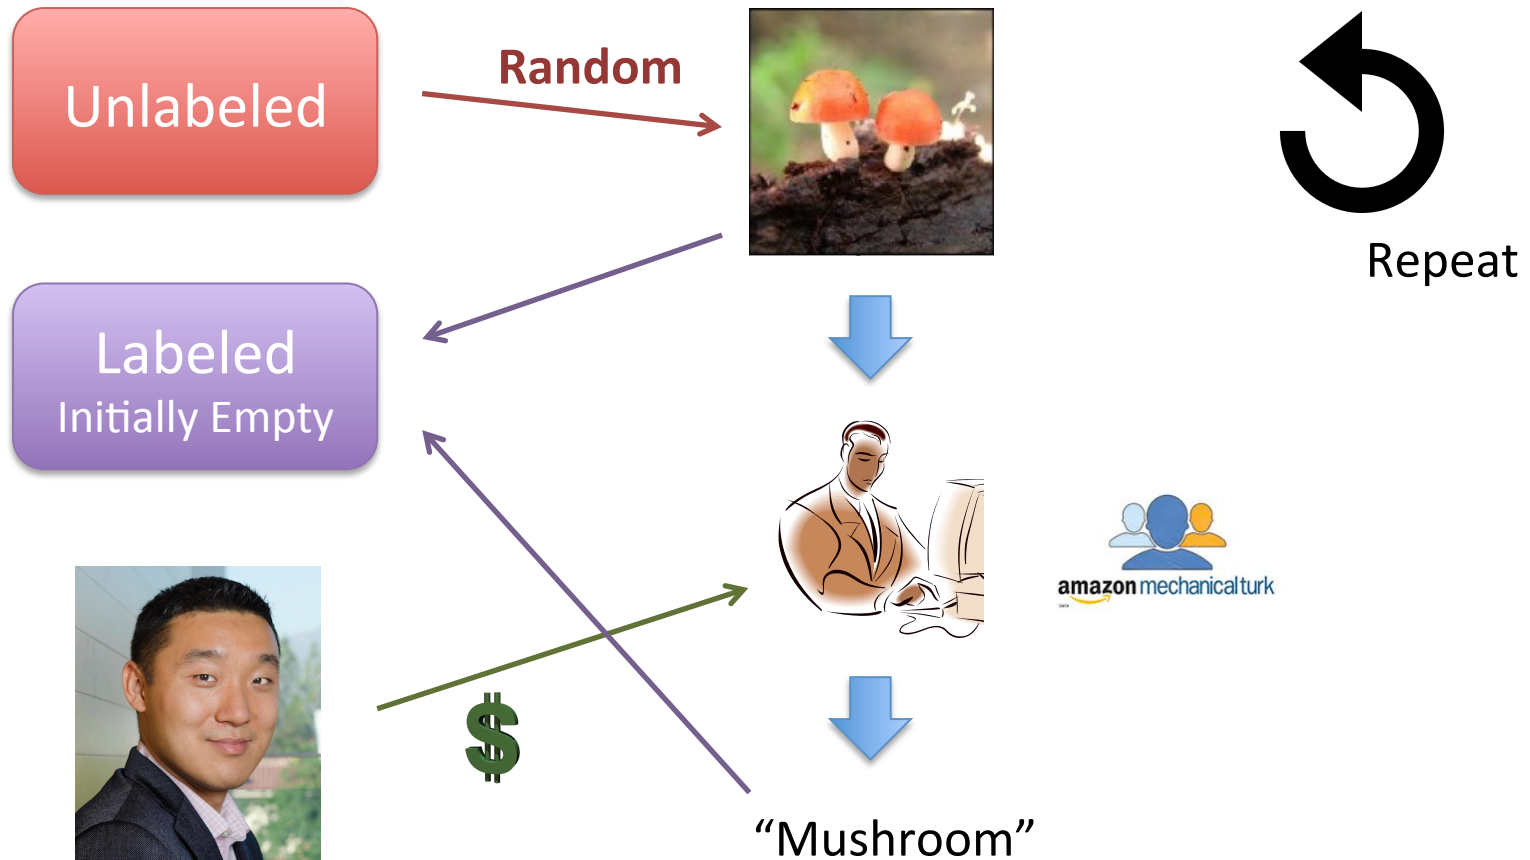 Unlabeled
Random
Repeat
Labeled
Initially Empty
amazon mechanical turk
$
“Mushroom”